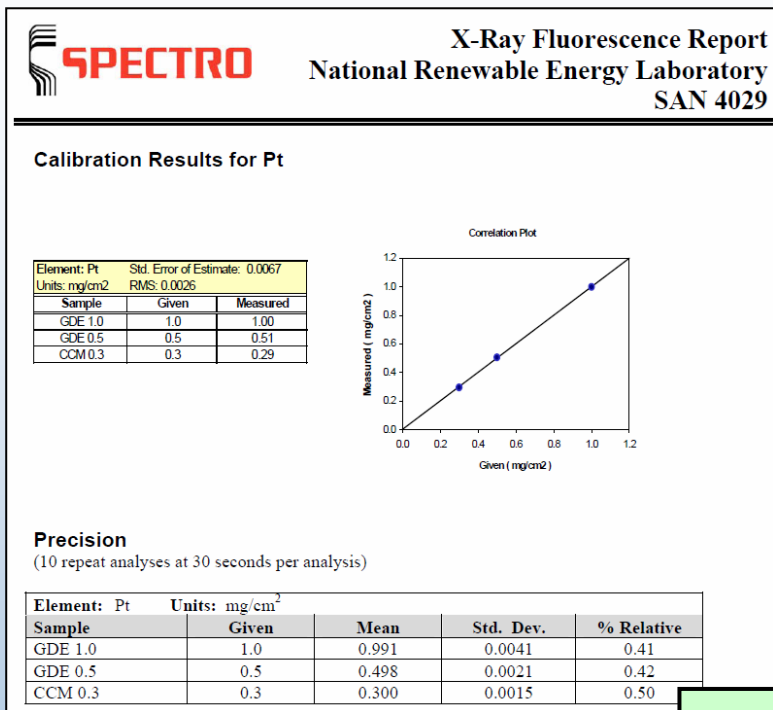 SPECTRO
X-Ray Fluorescence Report
National Renewable Energy Laboratory
SAN 4029
Calibration Results for Pt
Element: Pt Std. Error of Estimate: 0.0067
Units: mg/cm2 RMS: 0.0026
Sample Given Measured
GDE 1.0 1.0 1.00
GDE 0.5 0.5 0.51
CCM 0.3 0.3 0.29
Correlation Plot
Measured ( mg/cm2 )
1.2
1.0
0.8
0.6
0.4
0.2
0.0
0.0 0.2 0.4 0.6 0.8 1.0 1.2
Given ( mg/cm2 )
Precision
(10 repeat analyses at 30 seconds per analysis)
Element: Pt Units: mg/cm²
Sample Given Mean Std. Dev. % Relative
GDE 1.0 1.0 0.991 0.0041 0.41
GDE 0.5 0.5 0.498 0.0021 0.42
CCM 0.3 0.3 0.300 0.0015 0.50